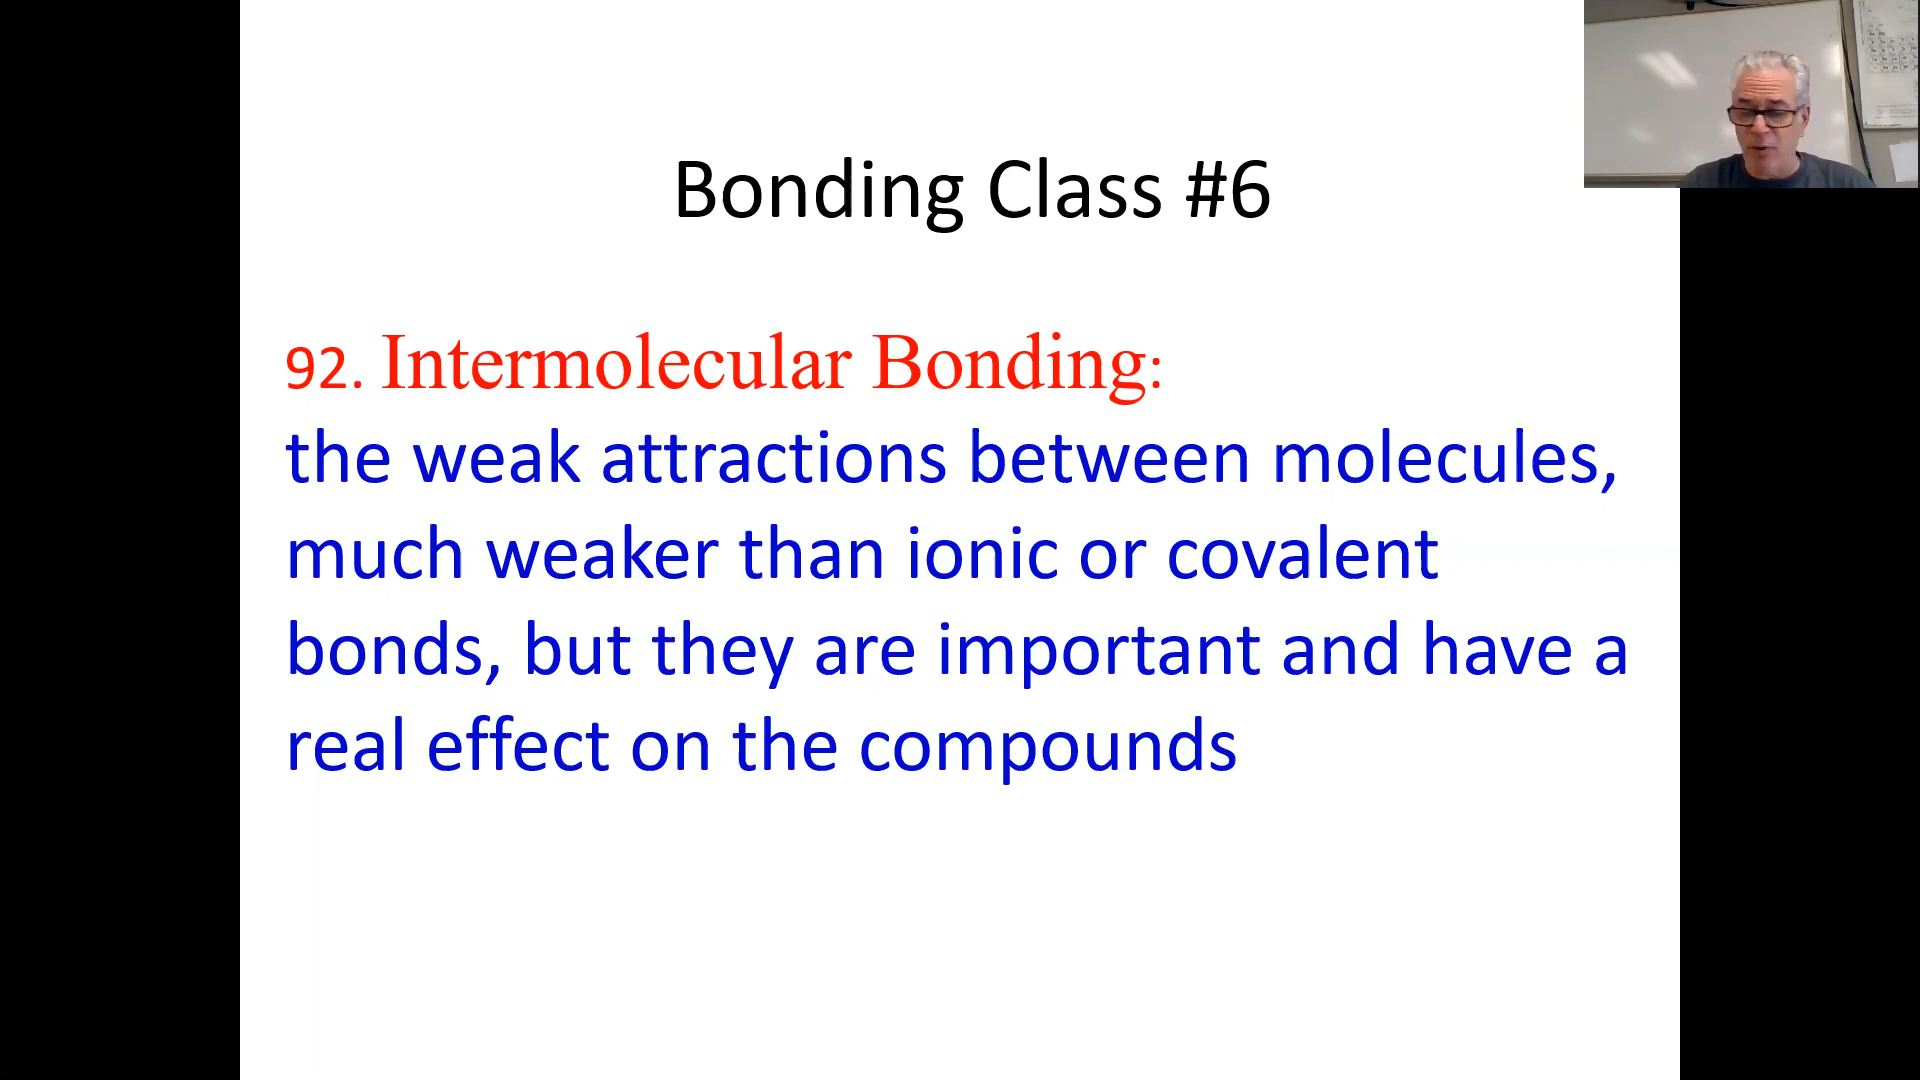 Bonding Class #6
92. Intermolecular Bonding:
the weak attractions between molecules,
much weaker than ionic or covalent
bonds, but they are important and have a
real effect on the compounds